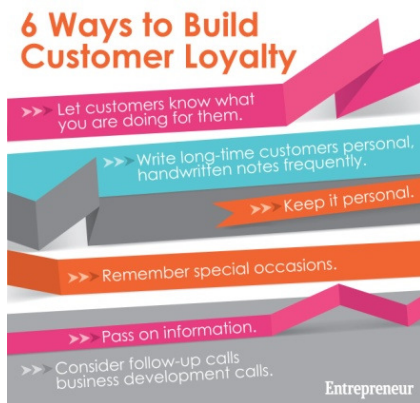 6 Ways to Build
Customer Loyalty
>>> Let customers know what
you are doing for them.
>>> Write long-time customers personal,
handwritten notes frequently.
>>> Keep it personal.
>>> Remember special occasions.
>>> Pass on information.
>>> Consider follow-up calls
business development calls.
Entrepreneur